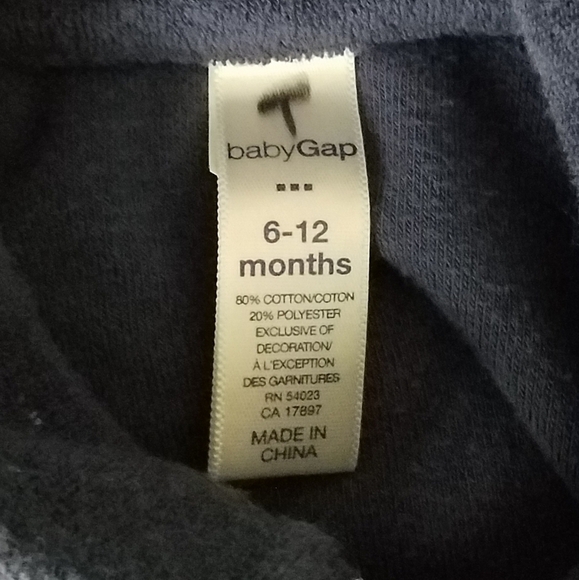 babyGap
6-12
months
80% COTTON/COTON
20% POLYESTER
EXCLUSIVE OF
DECORATION/
À L'EXCEPTION
DES GARNITURES
RN 54023
CA 17897
MADE IN
CHINA